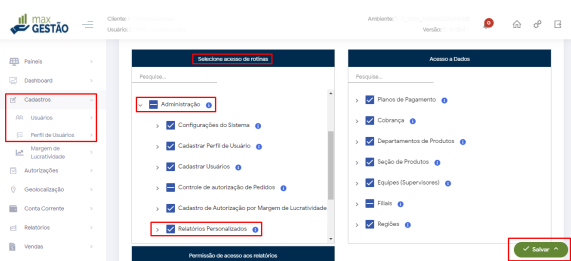 max
GESTÃO
Cliente:
Usuário:
Ambiente:
Versão:
Painéis
Dashboard
Cadastros
Usuários
Perfil de Usuários
Margem de
Lucratividade
Autorizações
Geolocalização
Conta Corrente
Relatórios
Vendas
Selecione acesso de rotinas
Pesquise...
Administração
Configurações do Sistema
Cadastrar Perfil de Usuário
Cadastrar Usuários
Controle de autorização de Pedidos
Cadastro de Autorização por Margem de Lucratividade
Relatórios Personalizados
Permissão de acesso aos relatórios
Acesso a Dados
Pesquise...
Planos de Pagamento
Cobrança
Departamentos de Produtos
Seção de Produtos
Equipes (Supervisores)
Filiais
Regiões
Salvar